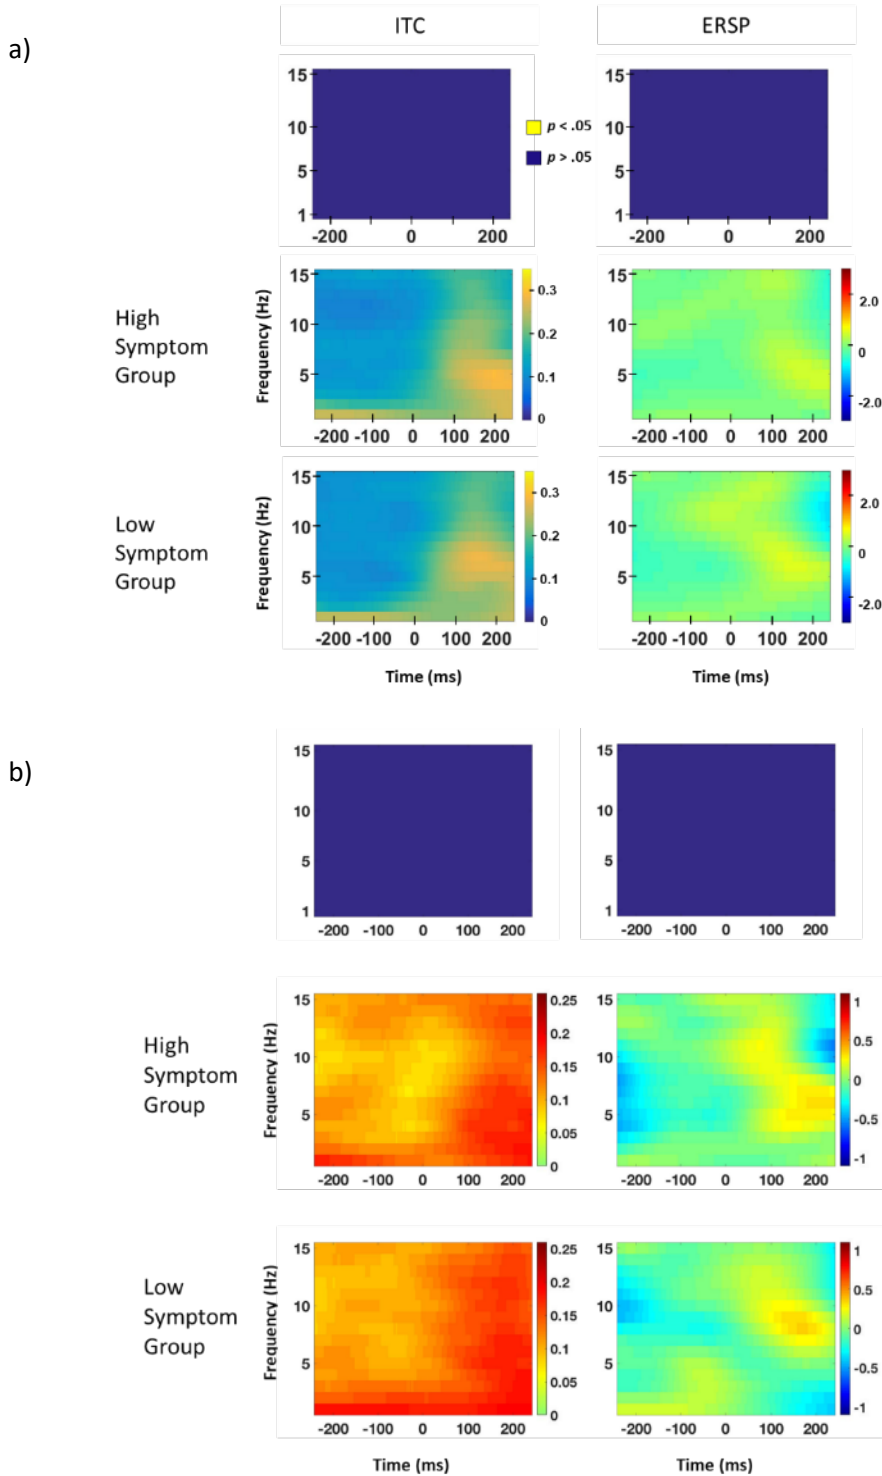 ITC ERSP
a)
15 15
10 p < .05 10
5 p > .05 5
1 1
-200 0 200 -200 0 200
High
Symptom
Group
Frequency (Hz)
15 0.3 15 2.0
10 0.2 10 0
5 0.1 5 -2.0
0
-200 -100 0 100 200 -200 -100 0 100 200
Low
Symptom
Group
Frequency (Hz)
15 0.3 15 2.0
10 0.2 10 0
5 0.1 5 -2.0
0
-200 -100 0 100 200 -200 -100 0 100 200
Time (ms) Time (ms)
b)
15 15
10 10
5 5
1 1
-200 -100 0 100 200 -200 -100 0 100 200
High
Symptom
Group
Frequency (Hz)
15 0.25 15 1
0.2 0.5
10 0.15 10 0
0.1
5 0.05 5 -0.5
0 -1
-200 -100 0 100 200 -200 -100 0 100 200
Low
Symptom
Group
Frequency (Hz)
15 0.25 15 1
0.2 0.5
10 0.15 10 0
0.1
5 0.05 5 -0.5
0 -1
-200 -100 0 100 200 -200 -100 0 100 200
Time (ms) Time (ms)